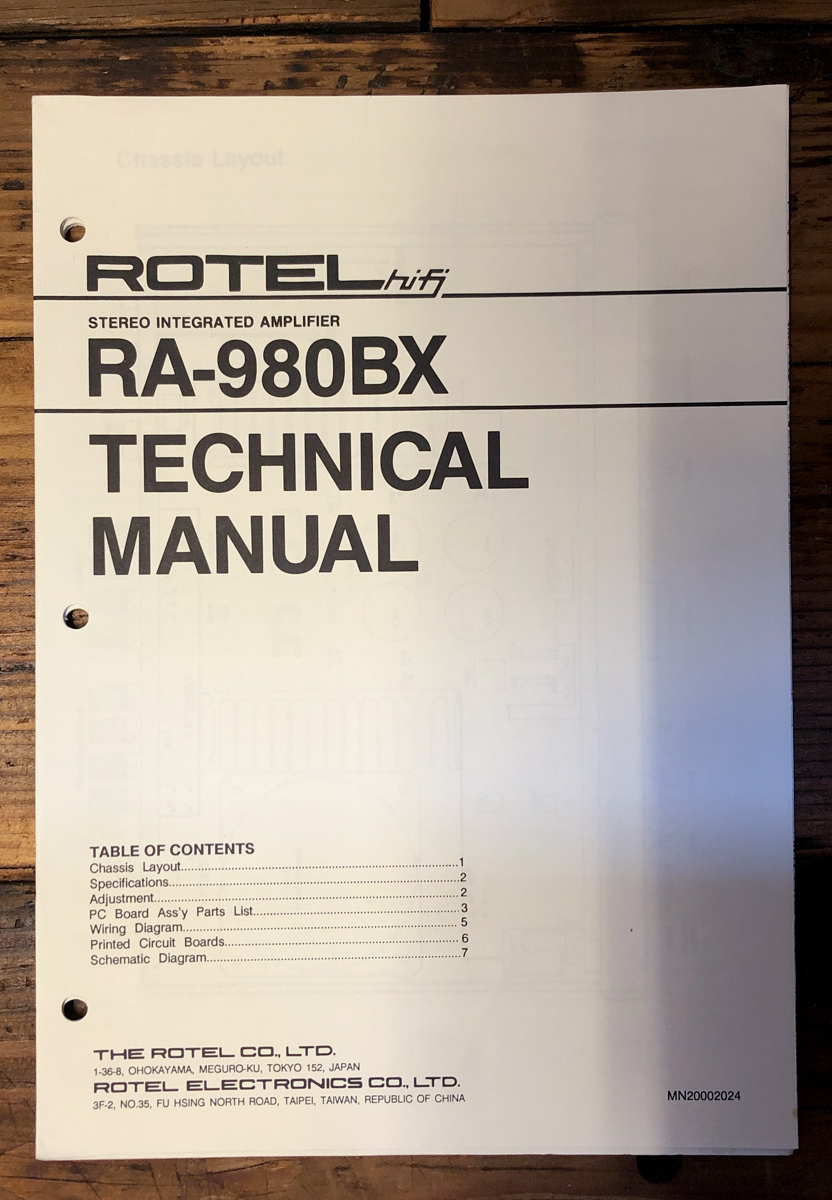 Chassis Layout
ROTEL hi-fi
STEREO INTEGRATED AMPLIFIER
RA-980BX
TECHNICAL
MANUAL
TABLE OF CONTENTS
Chassis Layout..........1
Specifications..........2
Adjustment..........2
PC Board Ass'y Parts List..........3
Wiring Diagram..........5
Printed Circuit Boards..........6
Schematic Diagram..........7
THE ROTEL CO., LTD.
1-36-8, OHOKAYAMA, MEGURO-KU, TOKYO 152, JAPAN
ROTEL ELECTRONICS CO., LTD.
3F-2, NO.35, FU HSING NORTH ROAD, TAIPEI, TAIWAN, REPUBLIC OF CHINA
MN20002024